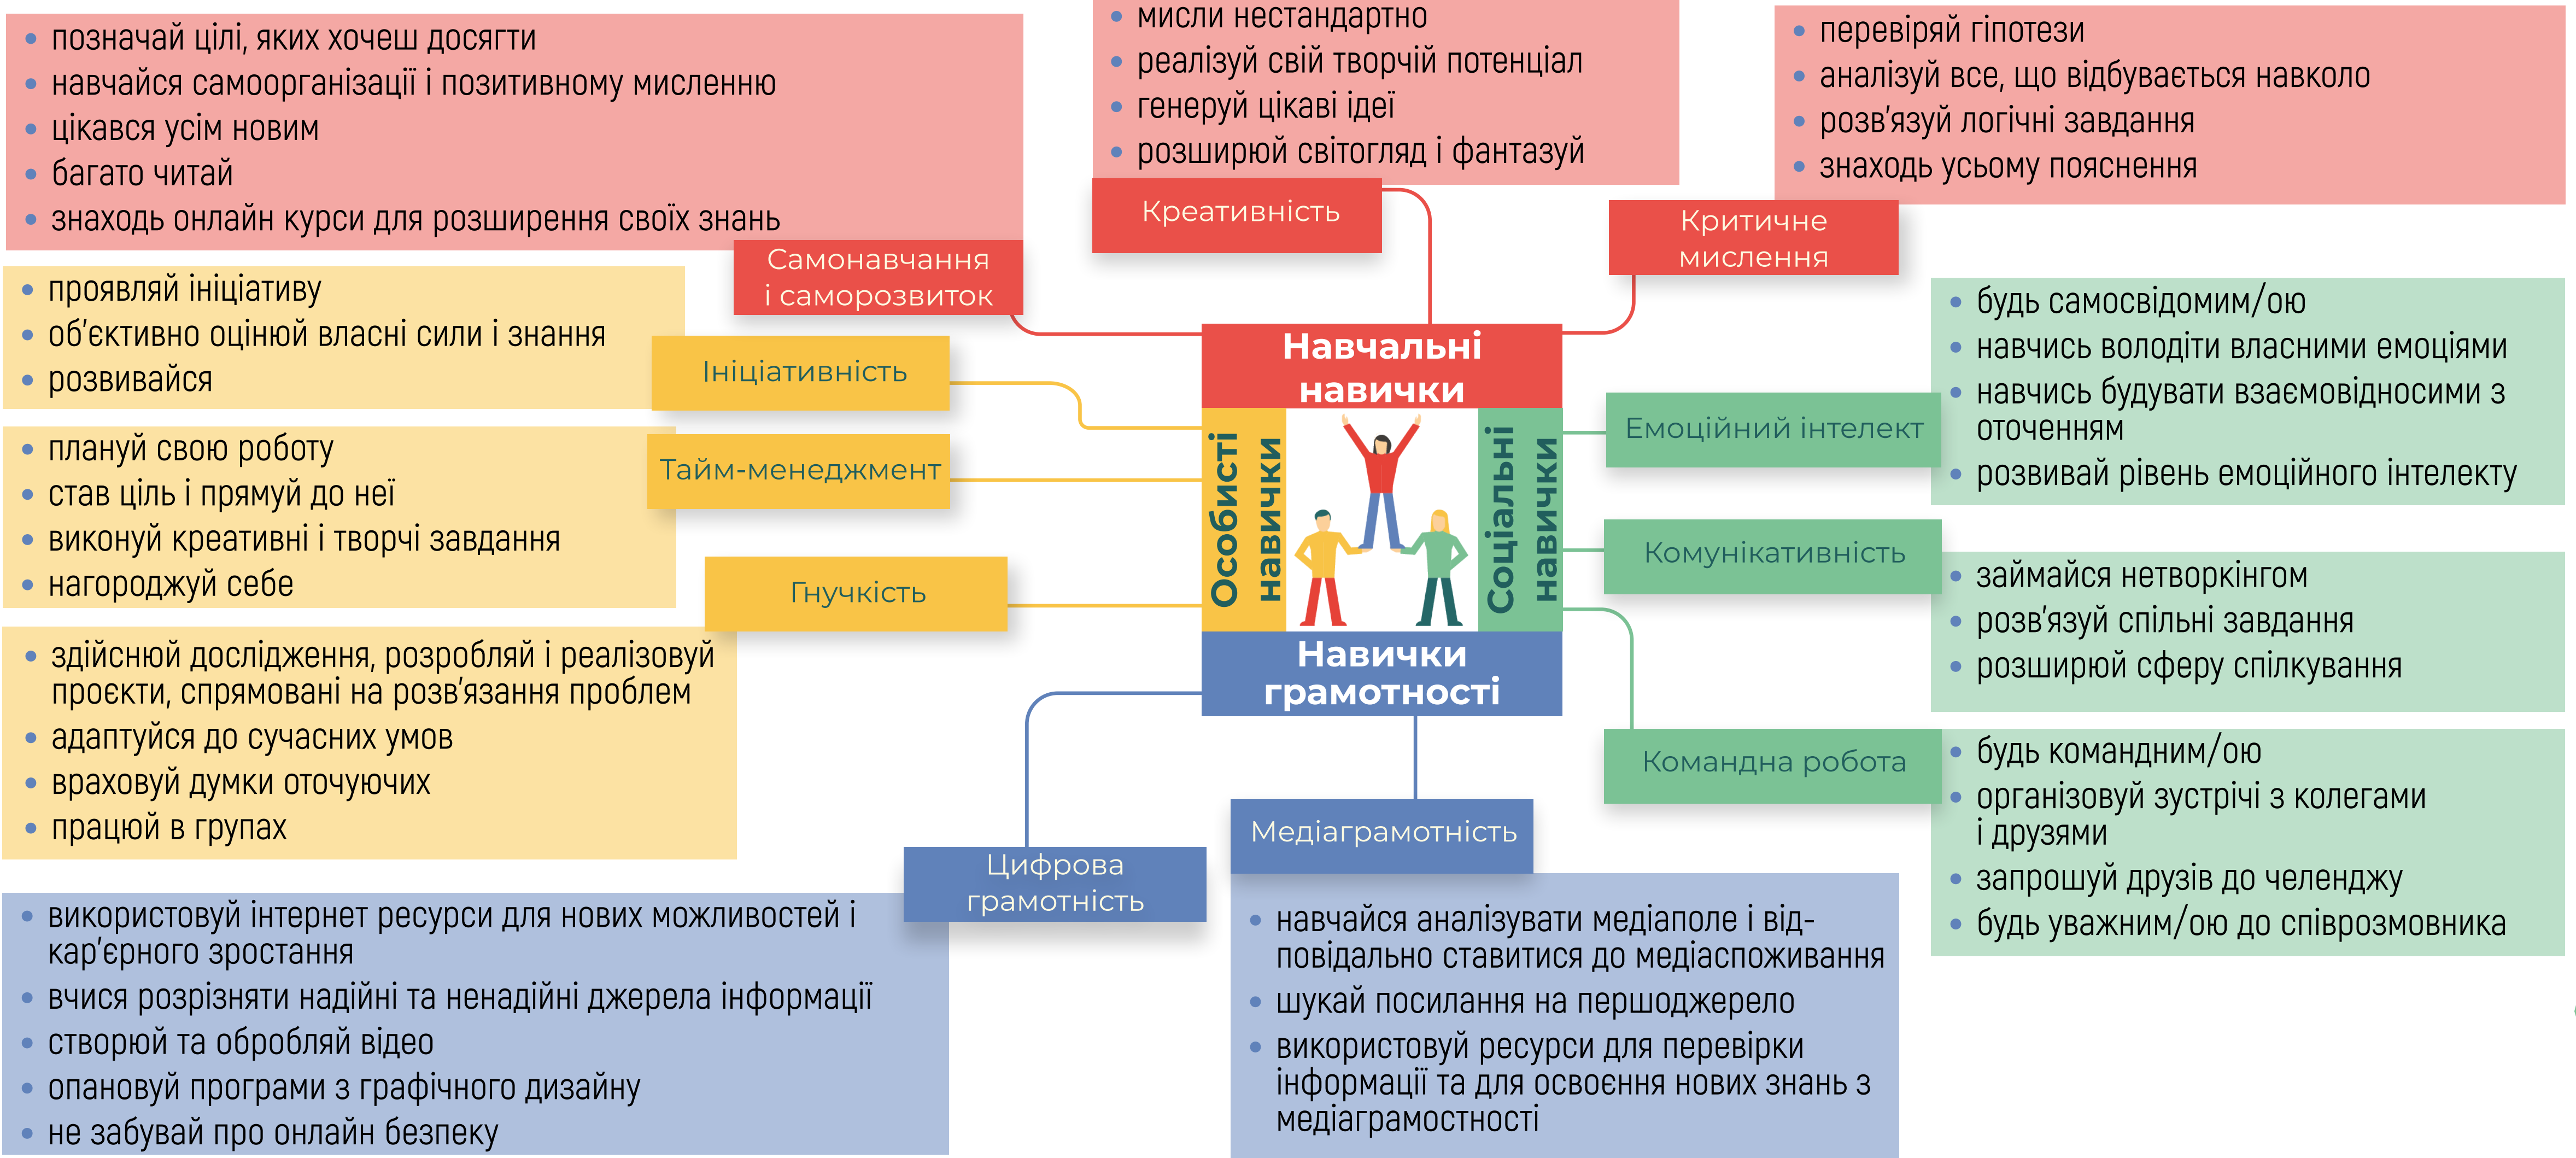 позначай цілі, яких хочеш досягти
навчайся самоорганізації і позитивному мисленню
цікався усім новим
багато читай
знаходь онлайн курси для розширення своїх знань
Самонавчання
і саморозвиток
мисли нестандартно
реалізуй свій творчій потенціал
генеруй цікаві ідеї
розширюй світогляд і фантазуй
Креативність
перевіряй гіпотези
аналізуй все, що відбувається навколо
розв'язуй логічні завдання
знаходь усьому пояснення
Критичне
мислення
проявляй ініціативу
об'єктивно оцінюй власні сили і знання
розвивайся
Ініціативність
плануй свою роботу
став ціль і прямуй до неї
виконуй креативні і творчі завдання
нагороджуй себе
Тайм-менеджмент
Гнучкість
здійснюй дослідження, розробляй і реалізовуй
проєкти, спрямовані на розв'язання проблем
адаптуйся до сучасних умов
враховуй думки оточуючих
працюй в групах
Навчальні
навички
Особисті
навички
Соціальні
навички
Навички
грамотності
Емоційний інтелект
будь самосвідомим/ою
навчись володіти власними емоціями
навчись будувати взаємовідносими з
оточенням
розвивай рівень емоційного інтелекту
Комунікативність
займайся нетворкінгом
розв'язуй спільні завдання
розширюй сферу спілкування
Командна робота
будь командним/ою
організовуй зустрічі з колегами
і друзями
запрошуй друзів до челенджу
будь уважним/ою до співрозмовника
Цифрова
грамотність
використовуй інтернет ресурси для нових можливостей і
кар'єрного зростання
вчися розрізняти надійні та ненадійні джерела інформації
створюй та обробляй відео
опановуй програми з графічного дизайну
не забувай про онлайн безпеку
Медіаграмотність
навчайся аналізувати медіаполе і від-
повідально ставитися до медіаспоживання
шукай посилання на першоджерело
використовуй ресурси для перевірки
інформації та для освоєння нових знань з
медіаграмостності